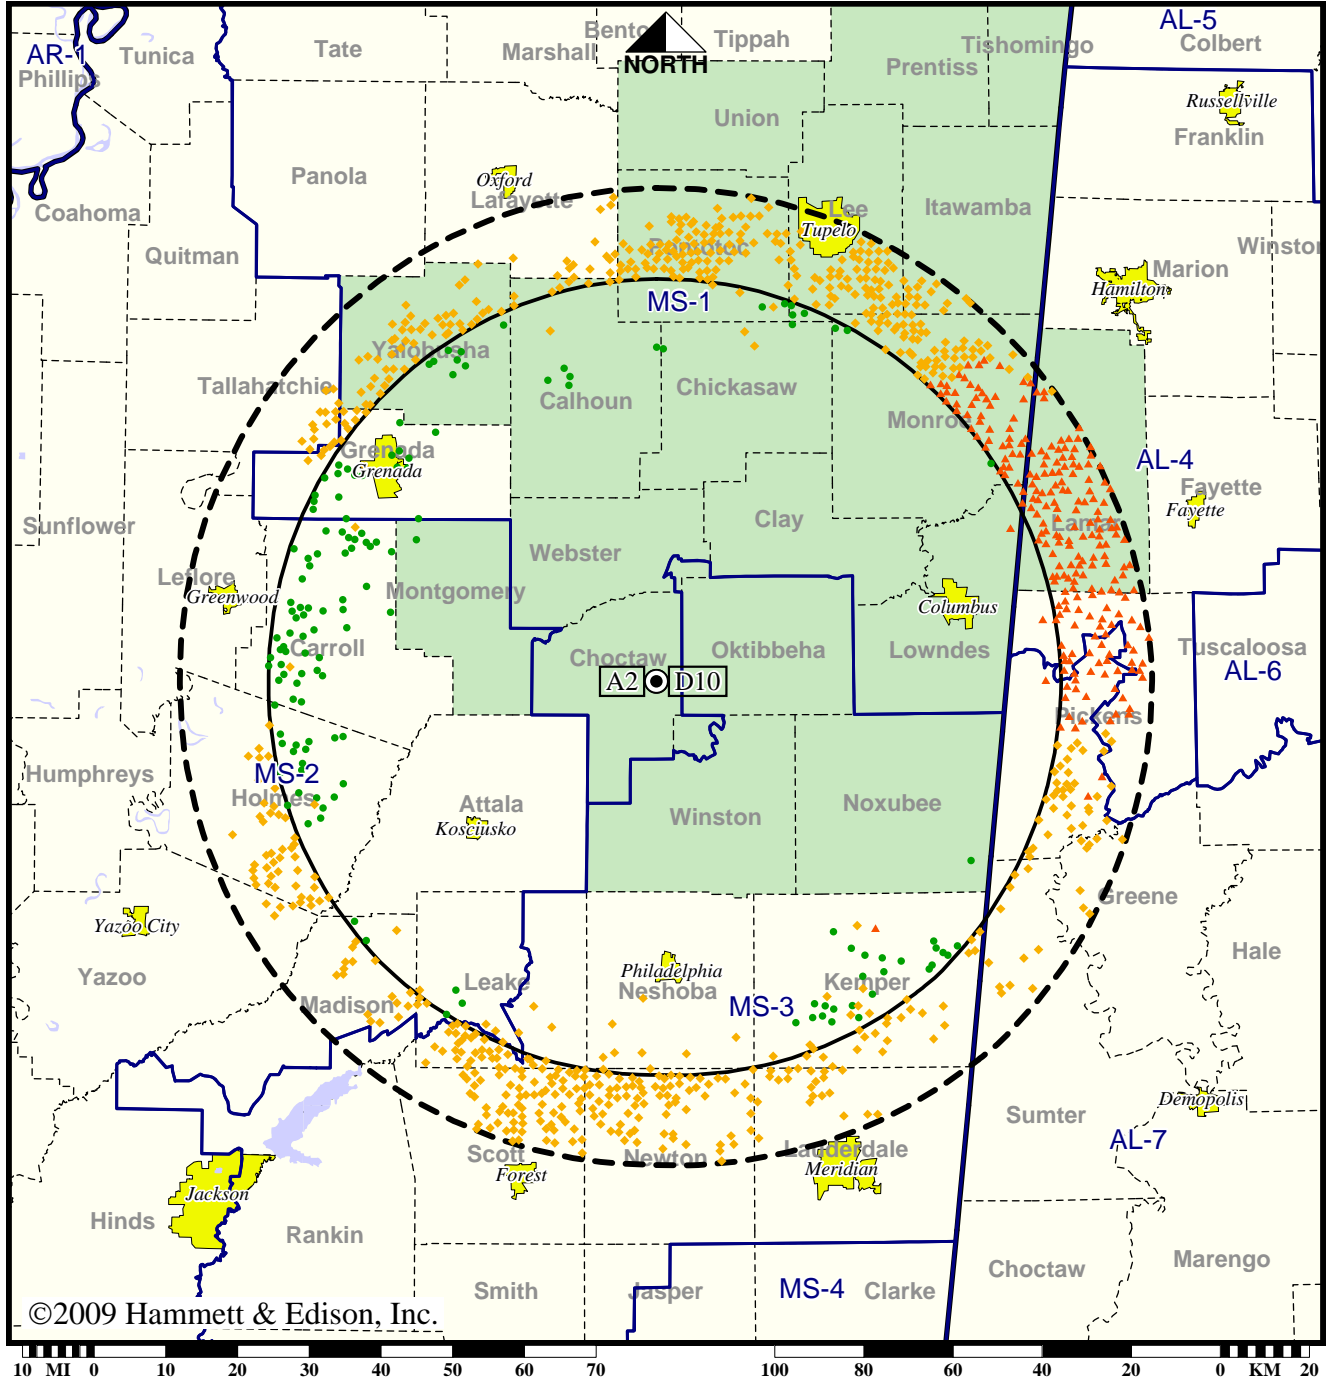 AL-5
Bento
Tippah
Colbert
Tishomingo
Tate
Marshall
AR-1
Tunica
NORTH
Prentiss
Phillips
Russellville
Union
Franklin
Panola
Oxford
Lafayette
Coahoma
Lee
Itawamba
Tupelo
Pontotoc
Winston
Quitman
Marion
Hamilton
MS-1
Yalobusha
Tallahatchie
Chickasaw
Calhoun
Monroe
Grenada
Grenada
AL-4
Fayette
Fayette
Sunflower
Clay
Lamar
Webster
Leflore
Montgomery
Greenwood
Columbus
Carroll
Choctaw
Oktibbeha
Lowndes
Tuscaloosa
AL-6
A2
D10
Pickens
Humphreys
MS-2
Holmes
Attala
Noxubee
Winston
Kosciusko
Greene
Yazoo City
Hale
Yazoo
Philadelphia
Leake
Neshoba
Kemper
Madison
MS-3
Demopolis
Sumter
AL-7
Scott
Newton
Lauderdale
Forest
Meridian
Jackson
Hinds
Rankin
Marengo
Choctaw
Smith
Jasper
MS-4
Clarke
©2009 Hammett & Edison, Inc.
10 MI 0 10 20 30 40 50 60 70 100 80 60 40 20 0 KM 20